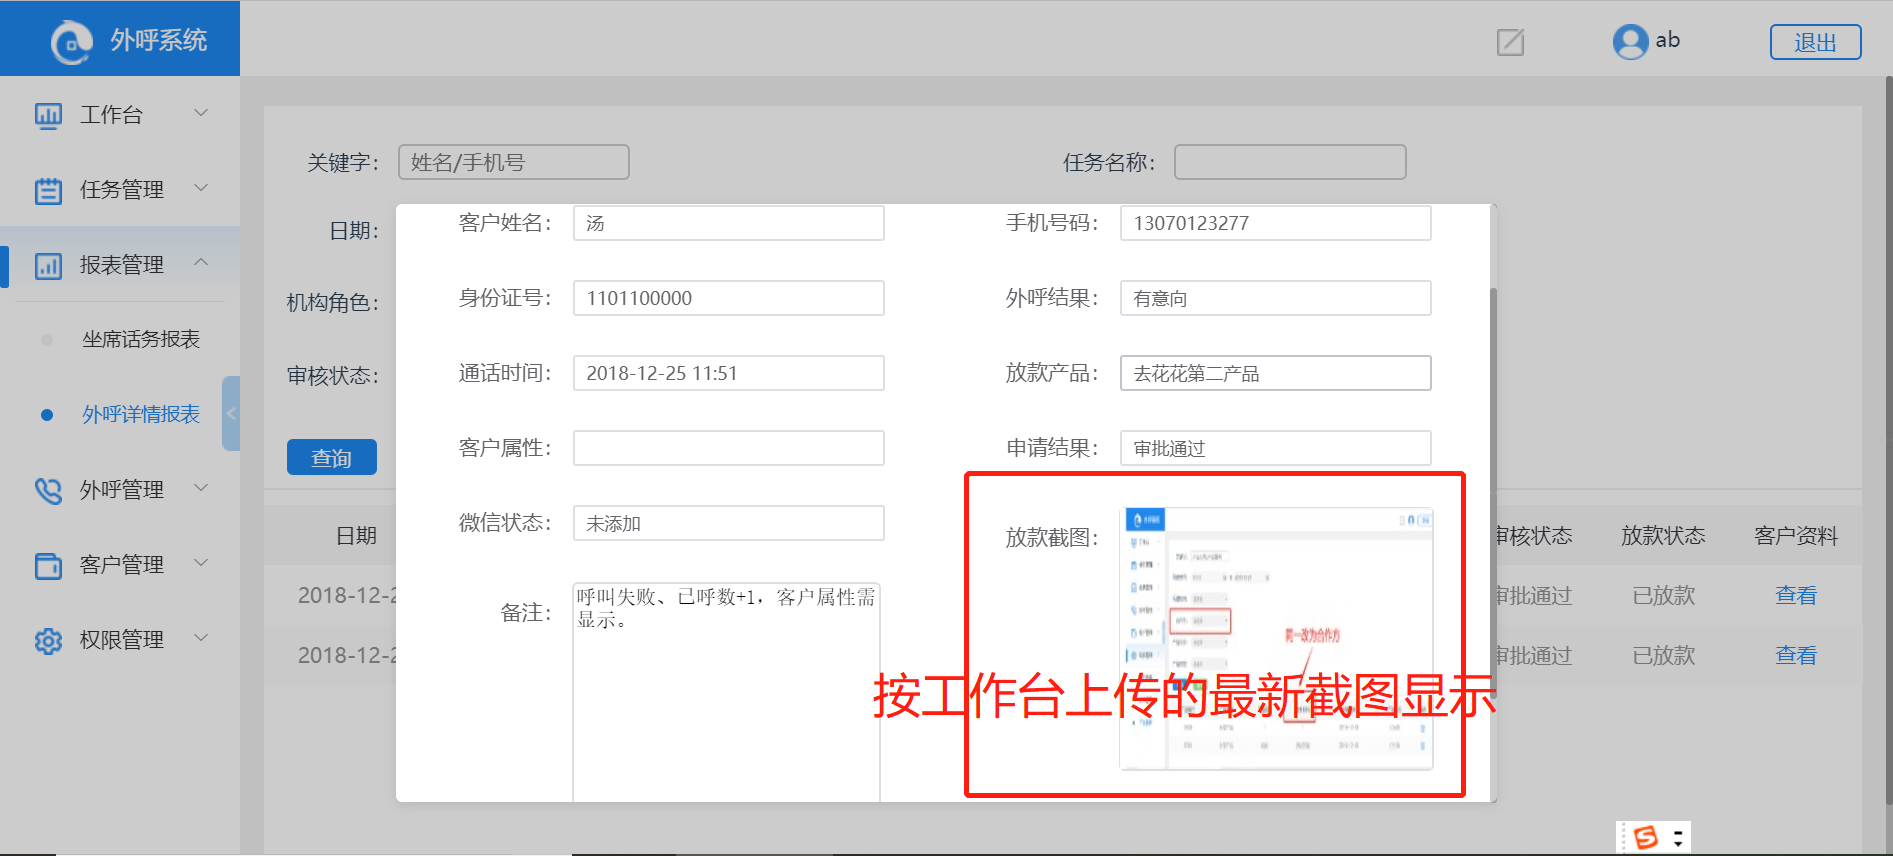 外呼系统
ab
退出
工作台
任务管理
报表管理
坐席话务报表
外呼详情报表
外呼管理
客户管理
权限管理
关键字：
姓名/手机号
任务名称：
日期：
机构角色：
审核状态：
查询
客户姓名：
汤
手机号码：
13070123277
身份证号：
1101100000
外呼结果：
有意向
通话时间：
2018-12-25 11:51
放款产品：
去花花第二产品
客户属性：
申请结果：
审批通过
微信状态：
未添加
放款截图：
统一改为合作方
备注：
呼叫失败、已呼数+1，客户属性需
显示。
按工作台上传的最新截图显示
日期
审核状态
放款状态
客户资料
2018-12-2
审批通过
已放款
查看
2018-12-2
审批通过
已放款
查看